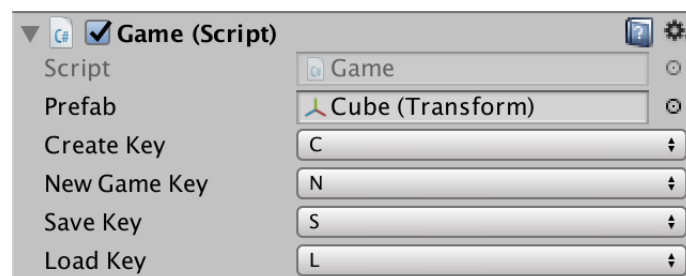 Game (Script)
Script Game
Prefab Cube (Transform)
Create Key C
New Game Key N
Save Key S
Load Key L